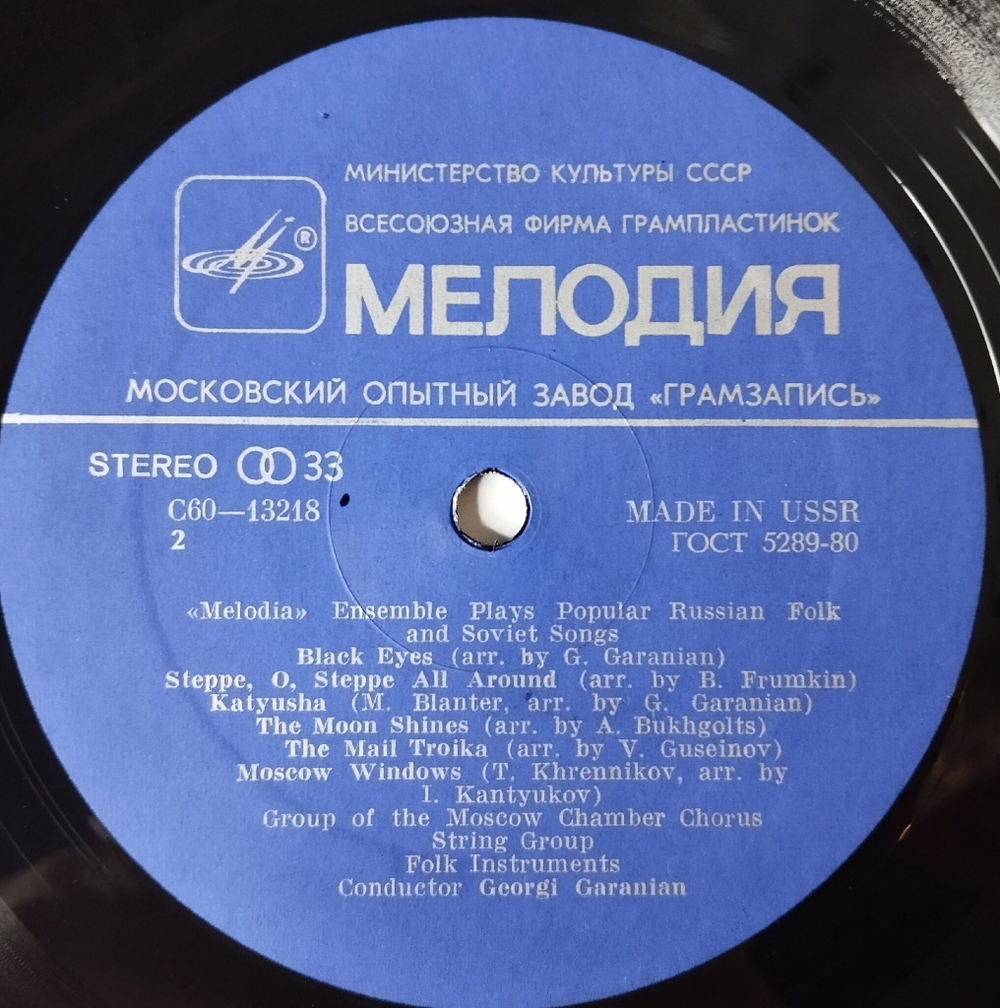 МИНИСТЕРСТВО КУЛЬТУРЫ СССР
ВСЕСОЮЗНАЯ ФИРМА ГРАМПЛАСТИНОК
®
МЕЛОДИЯ
МОСКОВСКИЙ ОПЫТНЫЙ ЗАВОД «ГРАМЗАПИСЬ»
STEREO 33
С60—13218
2
MADE IN USSR
ГОСТ 5289-80
«Melodia» Ensemble Plays Popular Russian Folk
and Soviet Songs
Black Eyes (arr. by G. Garanian)
Steppe, O, Steppe All Around (arr. by B. Frumkin)
Katyusha (M. Blanter, arr. by G. Garanian)
The Moon Shines (arr. by A. Bukhgolts)
The Mail Troika (arr. by V. Guseinov)
Moscow Windows (T. Khrennikov, arr. by
I. Kantyukov)
Group of the Moscow Chamber Chorus
String Group
Folk Instruments
Conductor Georgi Garanian